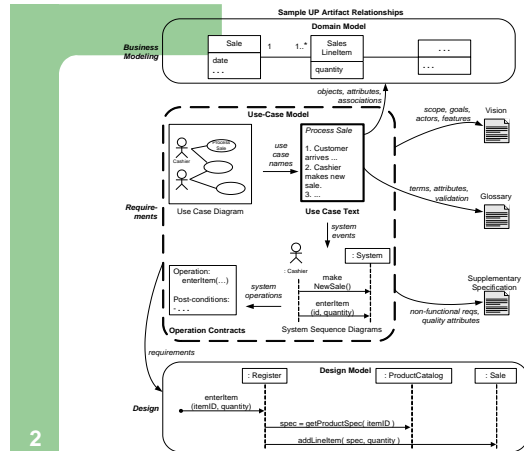 Sample UP Artifact Relationships
Domain Model
Business
Modeling
Sale
date
. . .
1
1..*
Sales
LineItem
quantity
. . .
. . .
objects, attributes,
associations
Use-Case Model
Process
Sale
Cashier
Use Case Diagram
use
case
names
Process Sale
1. Customer
arrives ...
2. Cashier
makes new
sale.
3. ...
Use Case Text
scope, goals,
actors, features
Vision
terms, attributes,
validation
Glossary
Require-
ments
system
events
: Cashier
: System
make
NewSale()
enterItem
(id, quantity)
System Sequence Diagrams
system
operations
Operation:
enterItem(…)
Post-conditions:
- . . .
Operation Contracts
Supplementary
Specification
non-functional reqs,
quality attributes
requirements
Design Model
Design
: Register
: ProductCatalog
: Sale
enterItem
(itemID, quantity)
spec = getProductSpec( itemID )
addLineItem( spec, quantity )
2